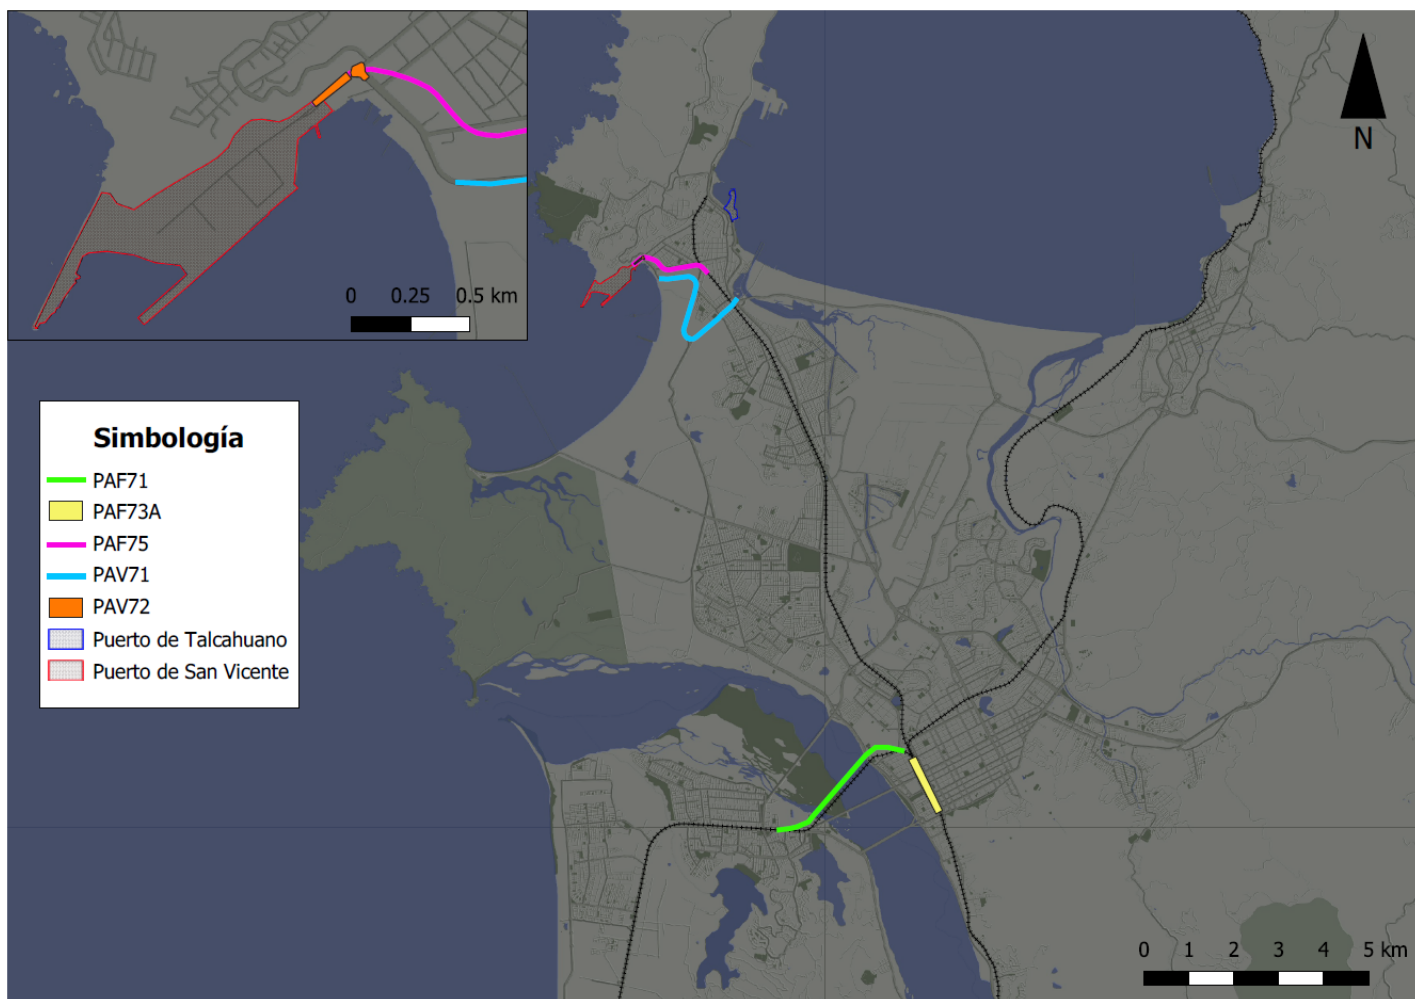 N
0 0.25 0.5 km
Simbología
PAF71
PAF73A
PAF75
PAV71
PAV72
Puerto de Talcahuano
Puerto de San Vicente
0 1 2 3 4 5 km